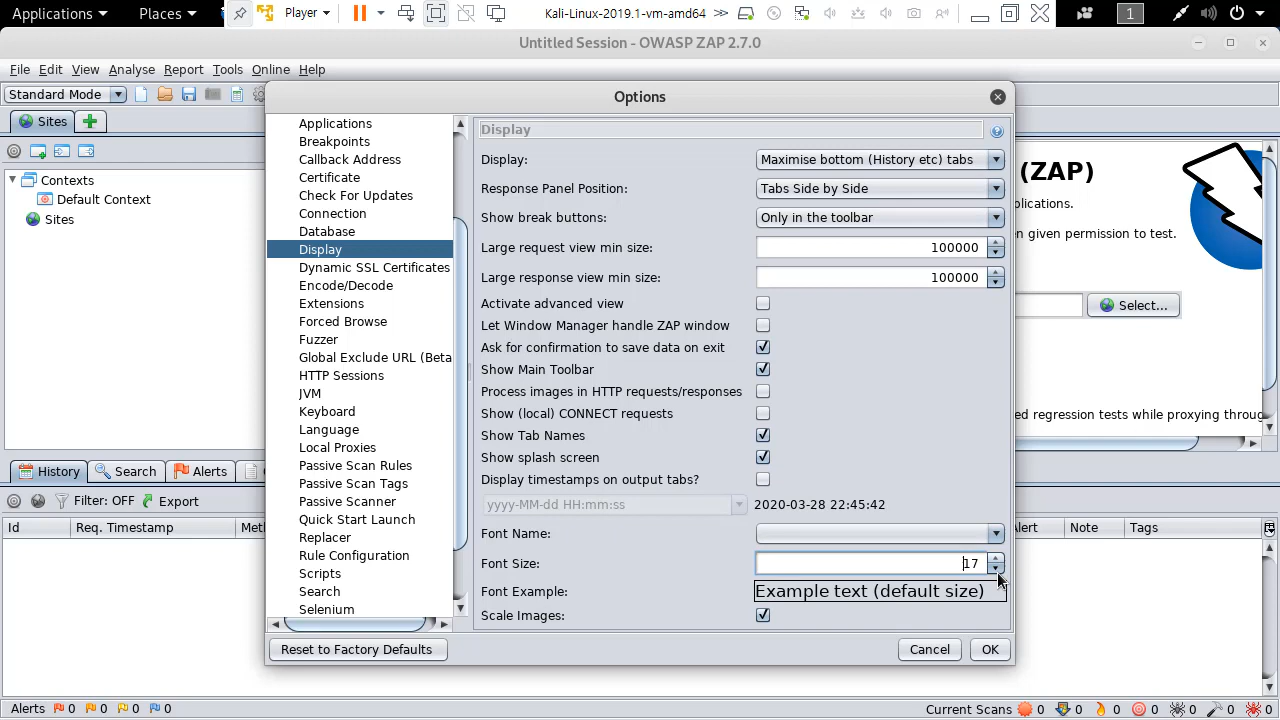 Applications
Places
Player
Kali-Linux-2019.1-vm-amd64
1
Untitled Session - OWASP ZAP 2.7.0
File Edit View Analyse Report Tools Online Help
Standard Mode
Sites
Contexts
Default Context
Sites
Options
Applications
Breakpoints
Callback Address
Certificate
Check For Updates
Connection
Database
Display
Dynamic SSL Certificates
Encode/Decode
Extensions
Forced Browse
Fuzzer
Global Exclude URL (Beta
HTTP Sessions
JVM
Keyboard
Language
Local Proxies
Passive Scan Rules
Passive Scan Tags
Passive Scanner
Quick Start Launch
Replacer
Rule Configuration
Scripts
Search
Selenium
Display
Display: Maximise bottom (History etc) tabs
Response Panel Position: Tabs Side by Side
Show break buttons: Only in the toolbar
Large request view min size: 100000
Large response view min size: 100000
Activate advanced view
Let Window Manager handle ZAP window
Ask for confirmation to save data on exit
Show Main Toolbar
Process images in HTTP requests/responses
Show (local) CONNECT requests
Show Tab Names
Show splash screen
Display timestamps on output tabs?
yyyy-MM-dd HH:mm:ss 2020-03-28 22:45:42
Font Name:
Font Size: 17
Font Example: Example text (default size)
Scale Images:
Reset to Factory Defaults
Cancel
OK
(ZAP)
plications.
n given permission to test.
Select...
ed regression tests while proxying throug
History Search Alerts
Filter: OFF Export
Id Req. Timestamp Met Alert Note Tags
Alerts 0 0 0 0 Current Scans 0 0 0 0 0 0 0